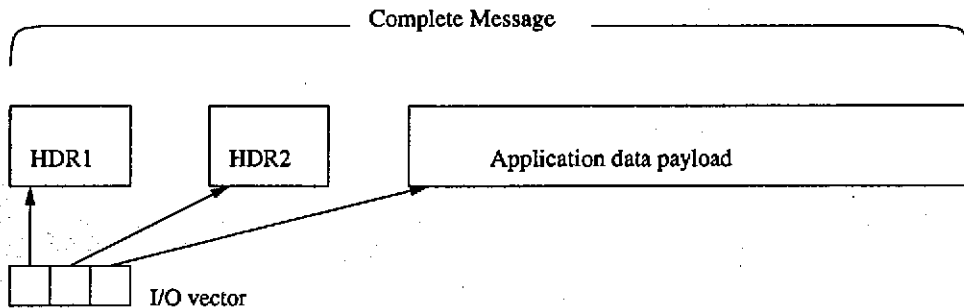 Complete Message
HDR1
HDR2
Application data payload
I/O vector